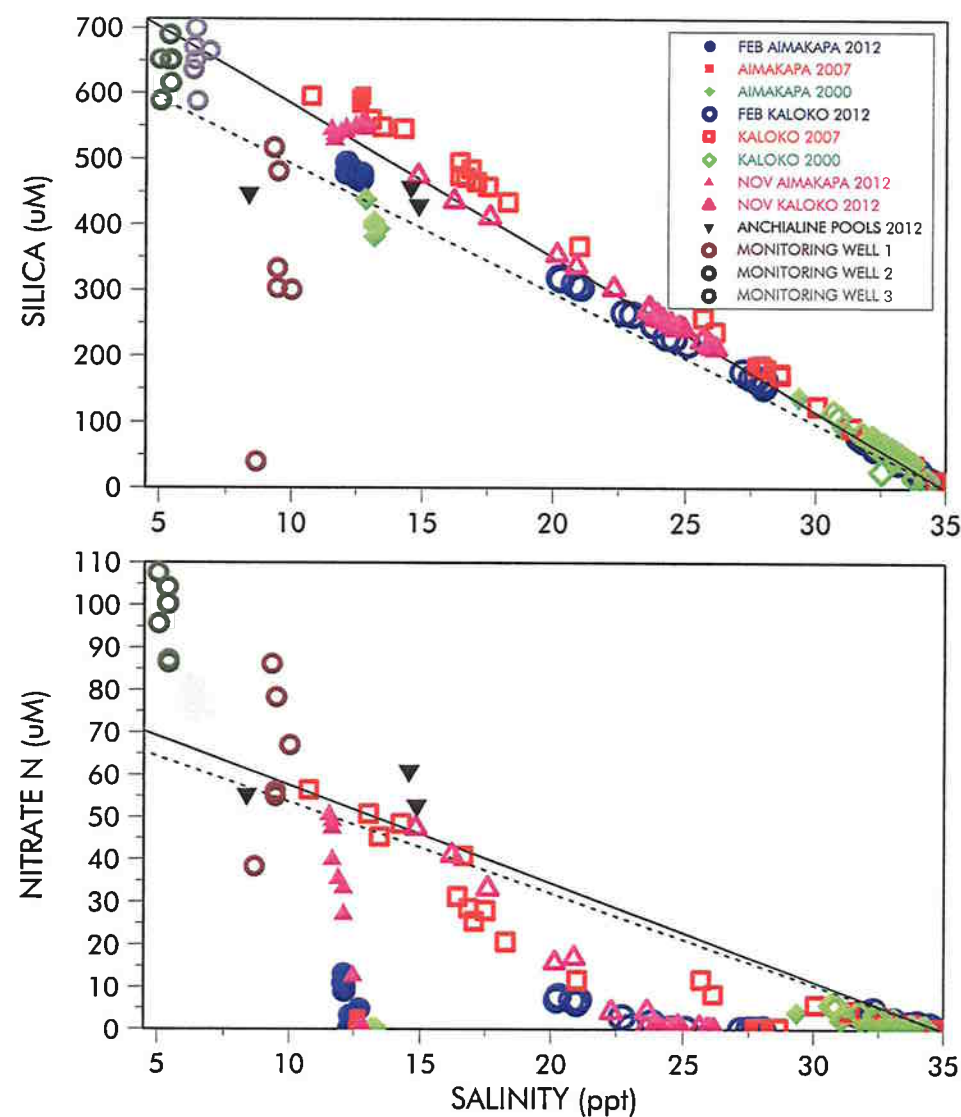 700
600
500
400
300
200
100
0
SILICA (uM)
5
10
15
20
25
30
35
FEB AIMAKAPA 2012
AIMAKAPA 2007
AIMAKAPA 2000
FEB KALOKO 2012
KALOKO 2007
KALOKO 2000
NOV AIMAKAPA 2012
NOV KALOKO 2012
ANCHIALINE POOLS 2012
MONITORING WELL 1
MONITORING WELL 2
MONITORING WELL 3
110
100
90
80
70
60
50
40
30
20
10
0
NITRATE N (uM)
5
10
15
20
25
30
35
SALINITY (ppt)